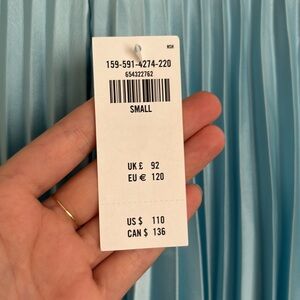 159-591-4274-220
654322762
SMALL
UK £ 92
EU € 120
US $ 110
CAN $ 136